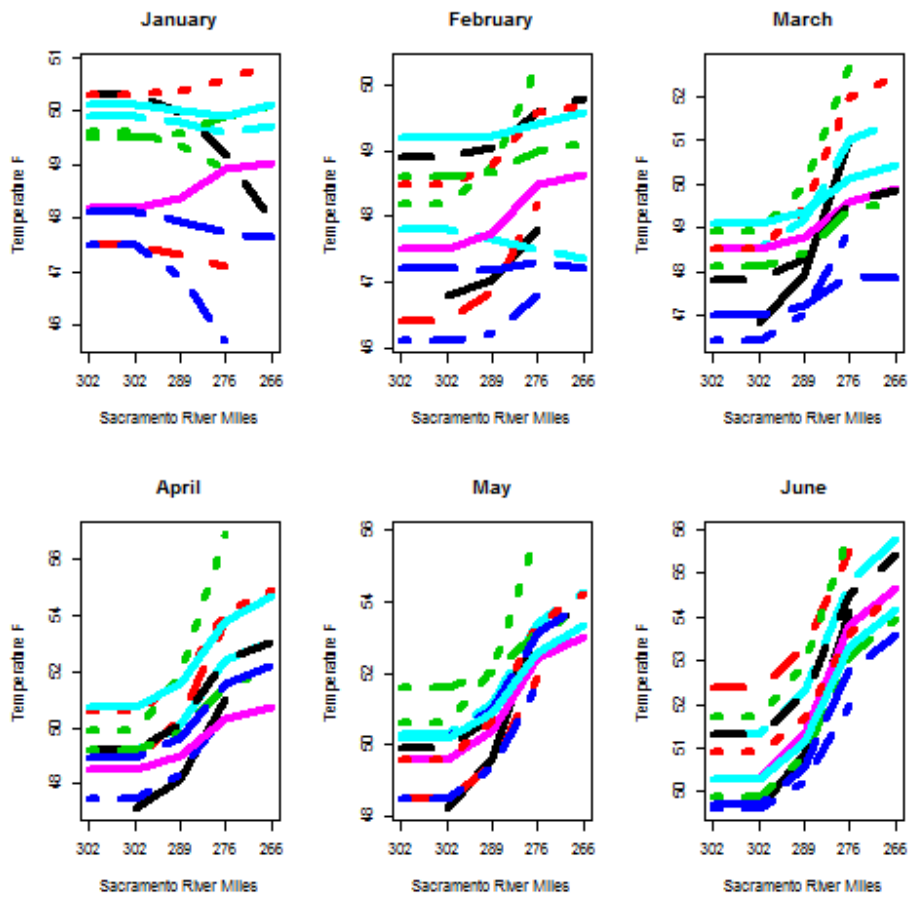 January
51
50
49
48
47
46
Temperature F
302 302 289 276 266
Sacramento River Miles
February
50
49
48
47
46
Temperature F
302 302 289 276 266
Sacramento River Miles
March
52
51
50
49
48
47
Temperature F
302 302 289 276 266
Sacramento River Miles
April
56
54
52
50
48
Temperature F
302 302 289 276 266
Sacramento River Miles
May
56
54
52
50
48
Temperature F
302 302 289 276 266
Sacramento River Miles
June
56
55
54
53
52
51
50
Temperature F
302 302 289 276 266
Sacramento River Miles